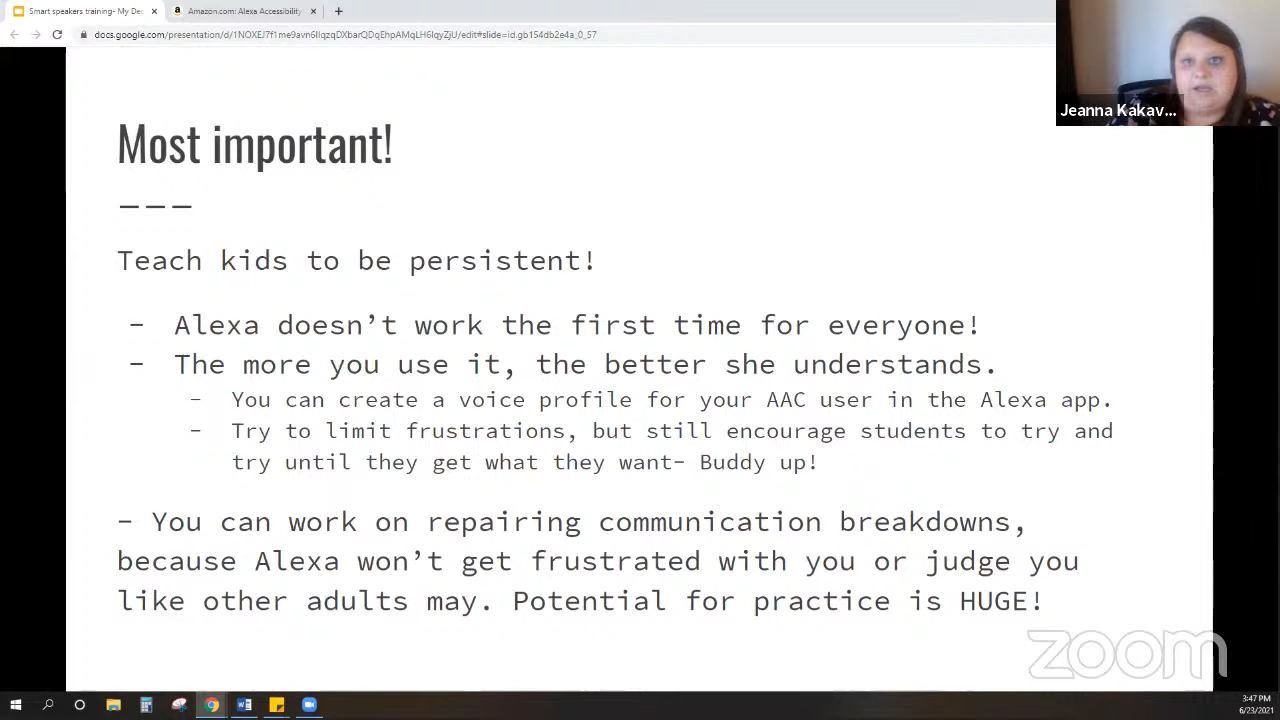 Smart speakers training- My Dec
Amazon.com: Alexa Accessibility
docs.google.com/presentation/d/
Jeanna Kakav...
Most important!
———
Teach kids to be persistent!
- Alexa doesn’t work the first time for everyone!
- The more you use it, the better she understands.
- You can create a voice profile for your AAC user in the Alexa app.
- Try to limit frustrations, but still encourage students to try and
try until they get what they want- Buddy up!
- You can work on repairing communication breakdowns,
because Alexa won’t get frustrated with you or judge you
like other adults may. Potential for practice is HUGE!
zoom
3:47 PM
6/23/2021